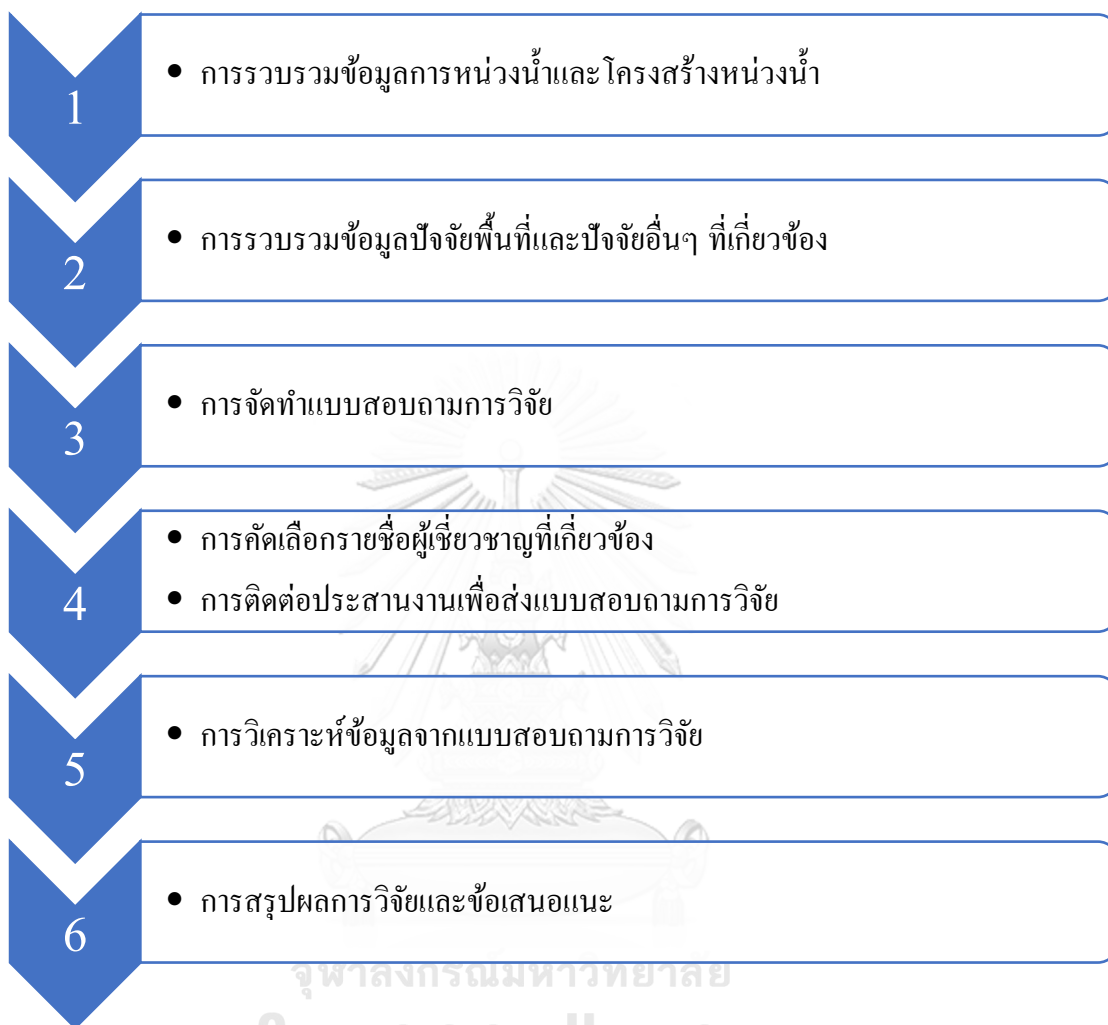 1
• การรวบรวมข้อมูลการหน่วงน้ำและโครงสร้างหน่วงน้ำ
2
• การรวบรวมข้อมูลปัจจัยพื้นที่และปัจจัยอื่นๆ ที่เกี่ยวข้อง
3
• การจัดทำแบบสอบถามการวิจัย
4
• การคัดเลือกรายชื่อผู้เชี่ยวชาญที่เกี่ยวข้อง
• การติดต่อประสานงานเพื่อส่งแบบสอบถามการวิจัย
5
• การวิเคราะห์ข้อมูลจากแบบสอบถามการวิจัย
6
• การสรุปผลการวิจัยและข้อเสนอแนะ
จุฬาลงกรณ์มหาวิทยาลัย